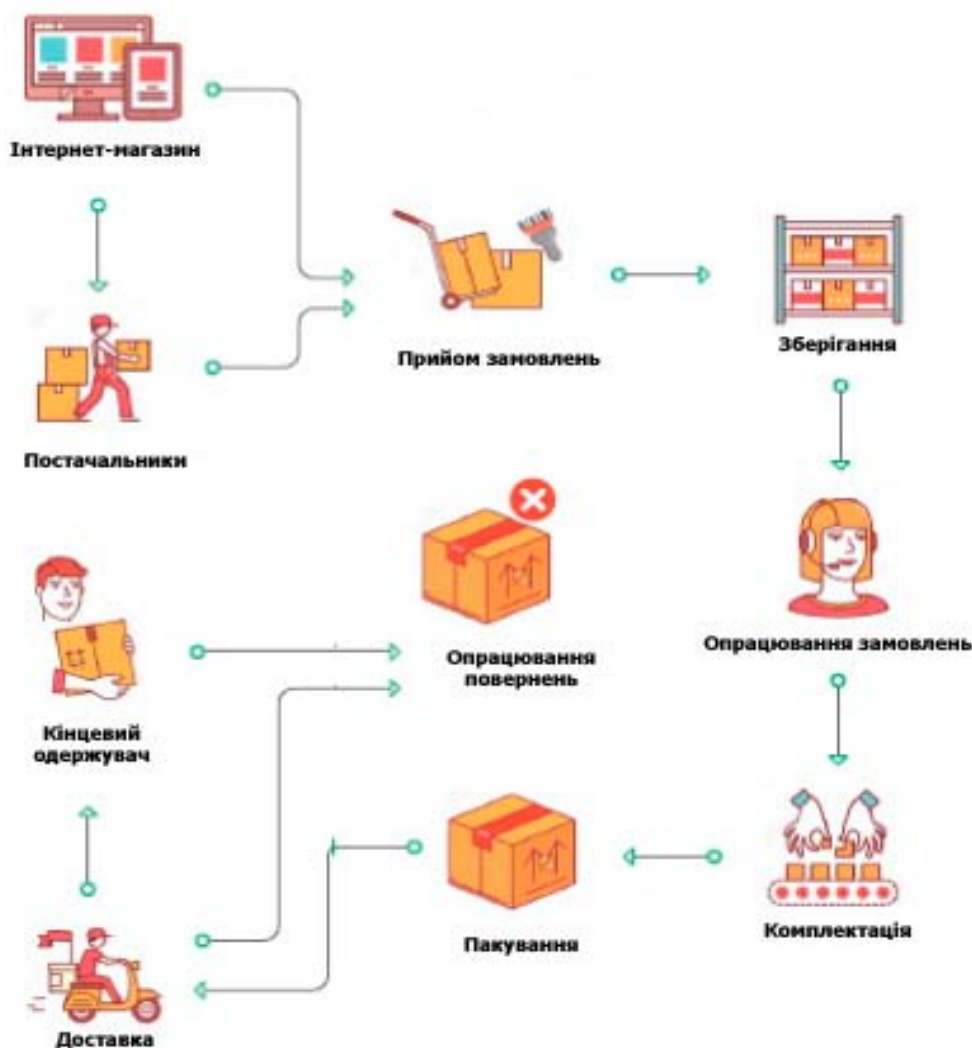 Інтернет-магазин
Прийом замовлень
Зберігання
Постачальники
Опрацювання замовлень
Опрацювання
повернень
Кінцевий
одержувач
Комплектація
Пакування
Доставка